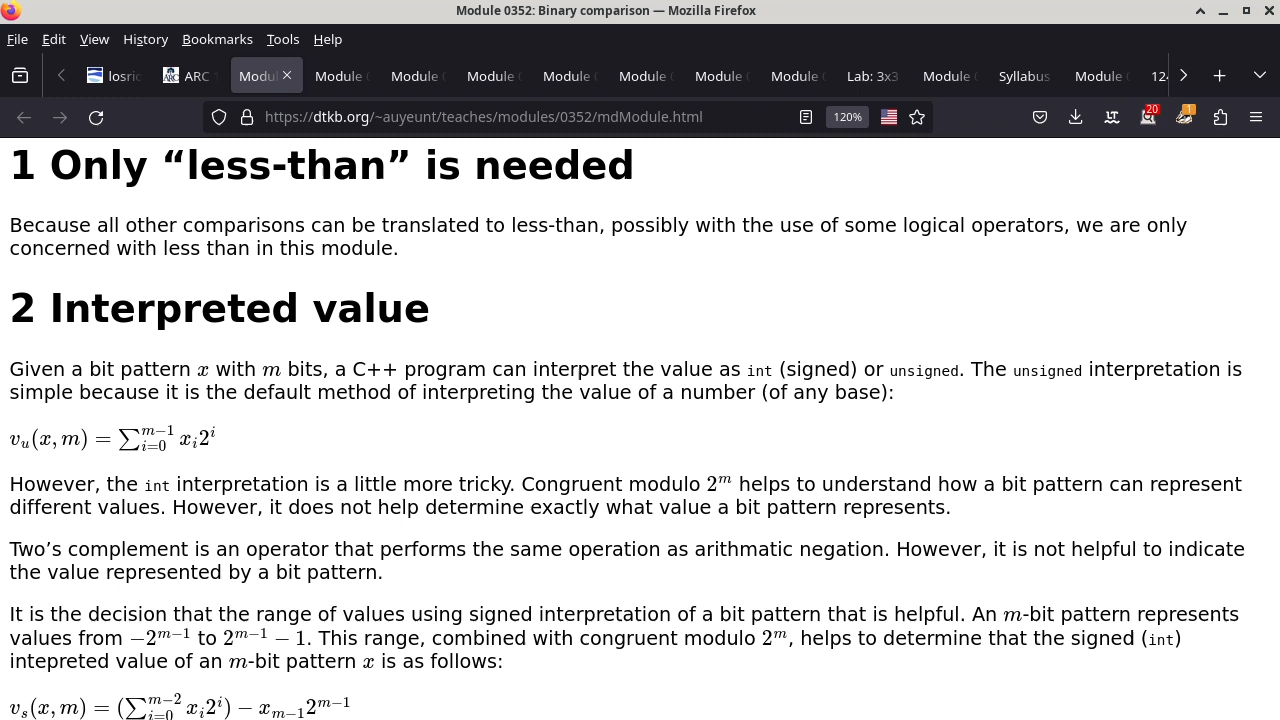 Module 0352: Binary comparison — Mozilla Firefox
File Edit View History Bookmarks Tools Help
losric ARC Modul Module Module Module Module Module Module Module Lab: 3x3 Module Syllabus Module 124
https://dtkb.org/~auyeunt/teaches/modules/0352/mdModule.html 120% 20 1
1 Only “less-than” is needed
Because all other comparisons can be translated to less-than, possibly with the use of some logical operators, we are only
concerned with less than in this module.
2 Interpreted value
Given a bit pattern x with m bits, a C++ program can interpret the value as int (signed) or unsigned. The unsigned interpretation is
simple because it is the default method of interpreting the value of a number (of any base):
v_u(x, m) = ∑_{i=0}^{m−1} x_i 2^i
However, the int interpretation is a little more tricky. Congruent modulo 2^m helps to understand how a bit pattern can represent
different values. However, it does not help determine exactly what value a bit pattern represents.
Two’s complement is an operator that performs the same operation as arithmatic negation. However, it is not helpful to indicate
the value represented by a bit pattern.
It is the decision that the range of values using signed interpretation of a bit pattern that is helpful. An m-bit pattern represents
values from −2^{m−1} to 2^{m−1} − 1. This range, combined with congruent modulo 2^m, helps to determine that the signed (int)
intepreted value of an m-bit pattern x is as follows:
v_s(x, m) = (∑_{i=0}^{m−2} x_i 2^i) − x_{m−1} 2^{m−1}